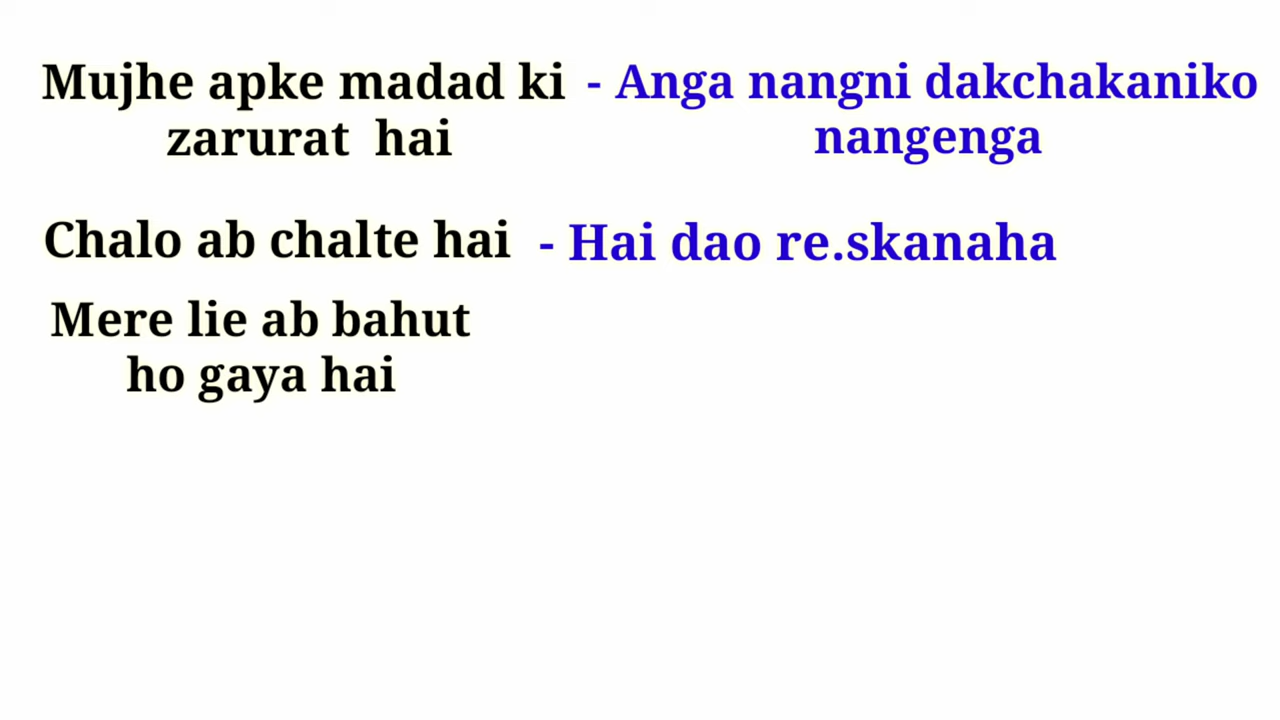 Mujhe apke madad ki - Anga nangni dakchakaniko
zarurat hai nangenga
Chalo ab chalte hai - Hai dao re.skanaha
Mere lie ab bahut
ho gaya hai